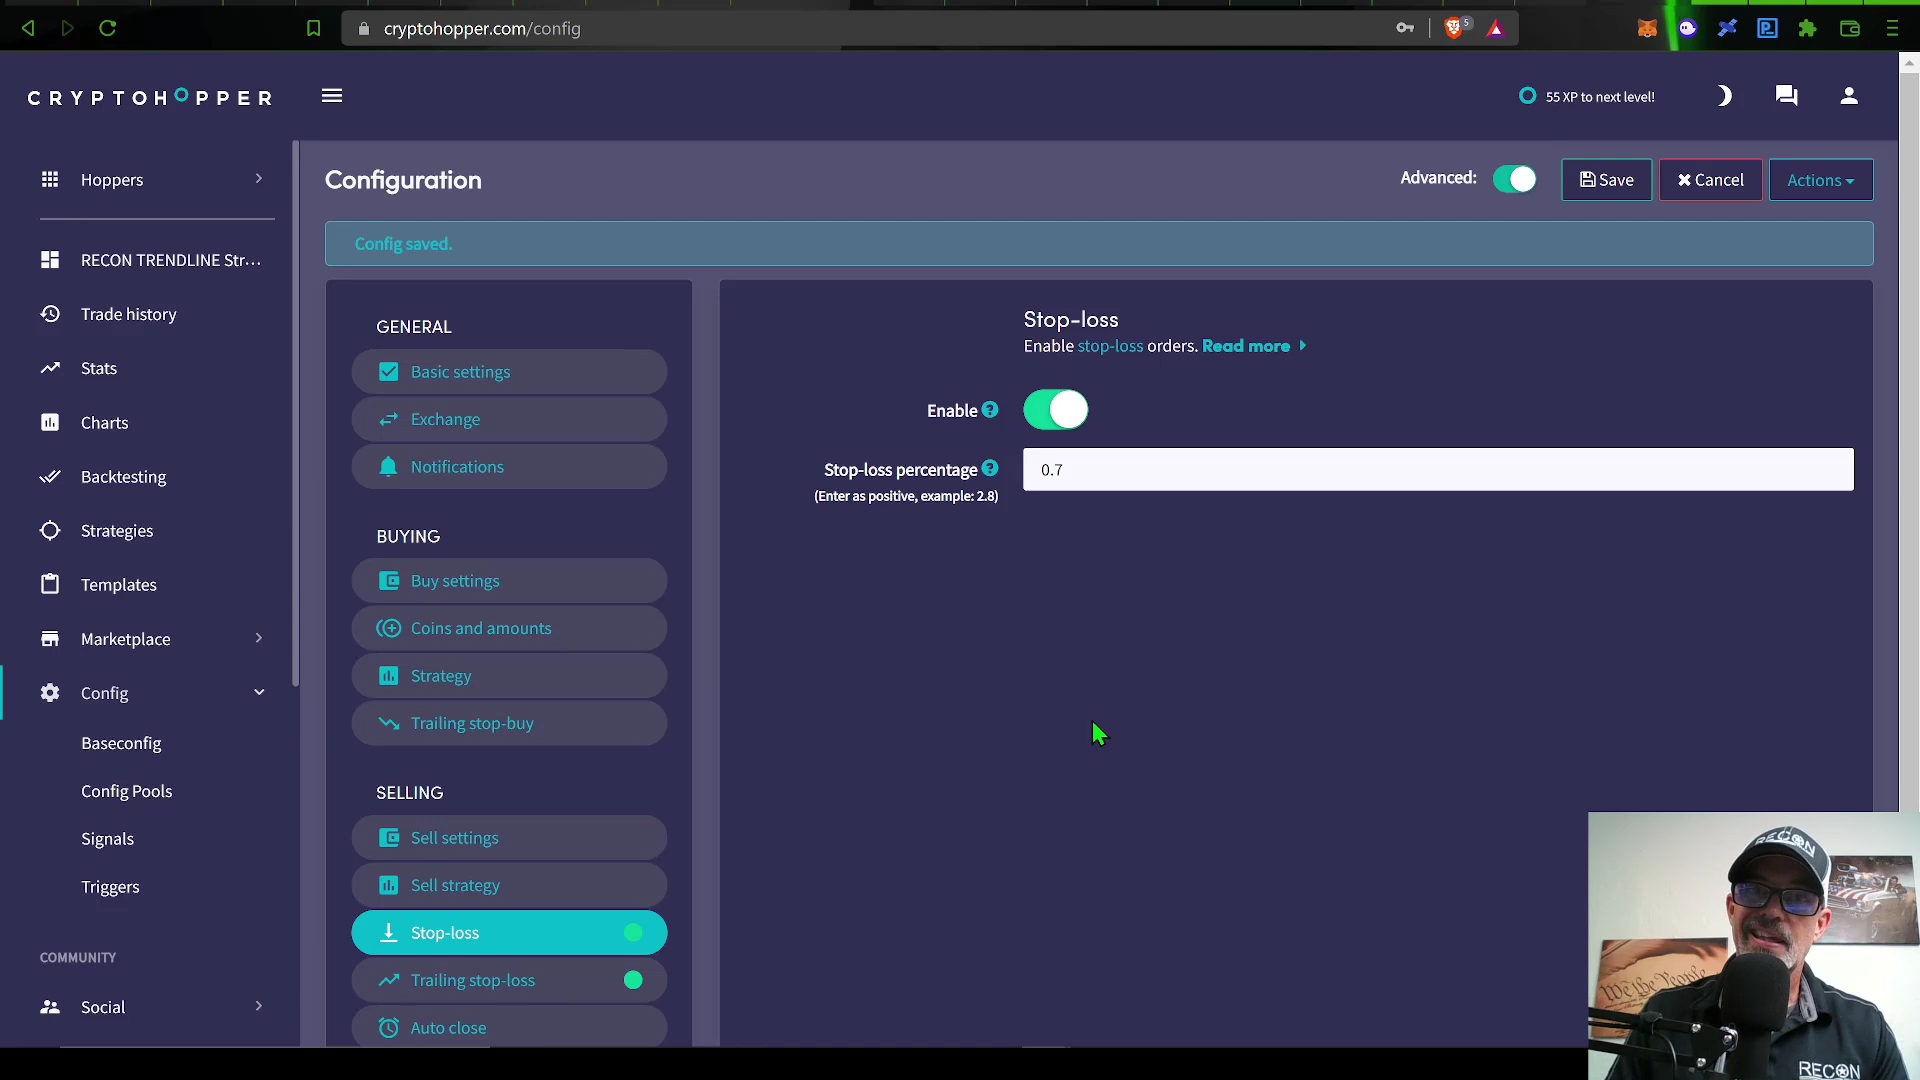 cryptohopper.com/config
5
CRYPTOHOPPER
55 XP to next level!
Hoppers
RECON TRENDLINE Str...
Trade history
Stats
Charts
Backtesting
Strategies
Templates
Marketplace
Config
Baseconfig
Config Pools
Signals
Triggers
COMMUNITY
Social
Configuration
Advanced:
Save
Cancel
Actions
Config saved.
GENERAL
Basic settings
Exchange
Notifications
BUYING
Buy settings
Coins and amounts
Strategy
Trailing stop-buy
SELLING
Sell settings
Sell strategy
Stop-loss
Trailing stop-loss
Auto close
Stop-loss
Enable stop-loss orders. Read more
Enable
Stop-loss percentage
(Enter as positive, example: 2.8)
0.7
RECON
We the People
RECON